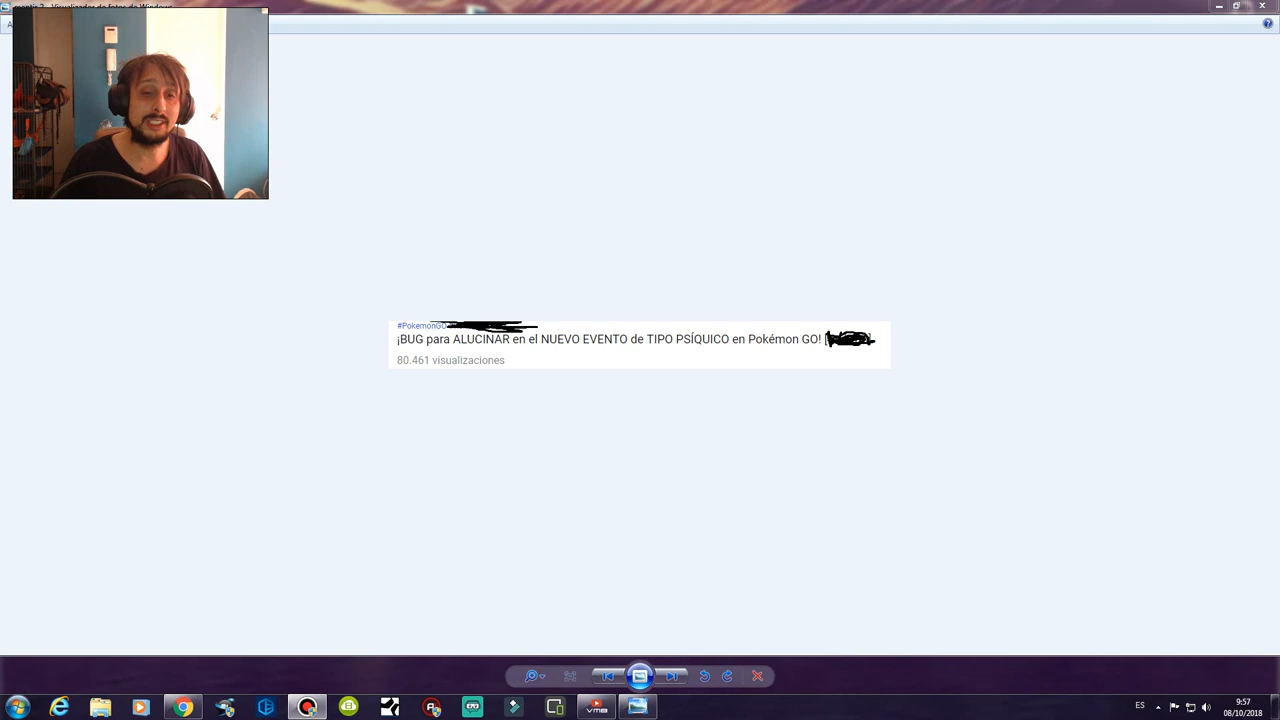 #PokemonGO
¡BUG para ALUCINAR en el NUEVO EVENTO de TIPO PSÍQUICO en Pokémon GO! [
80.461 visualizaciones
VMB
ES
9:57
08/10/2018